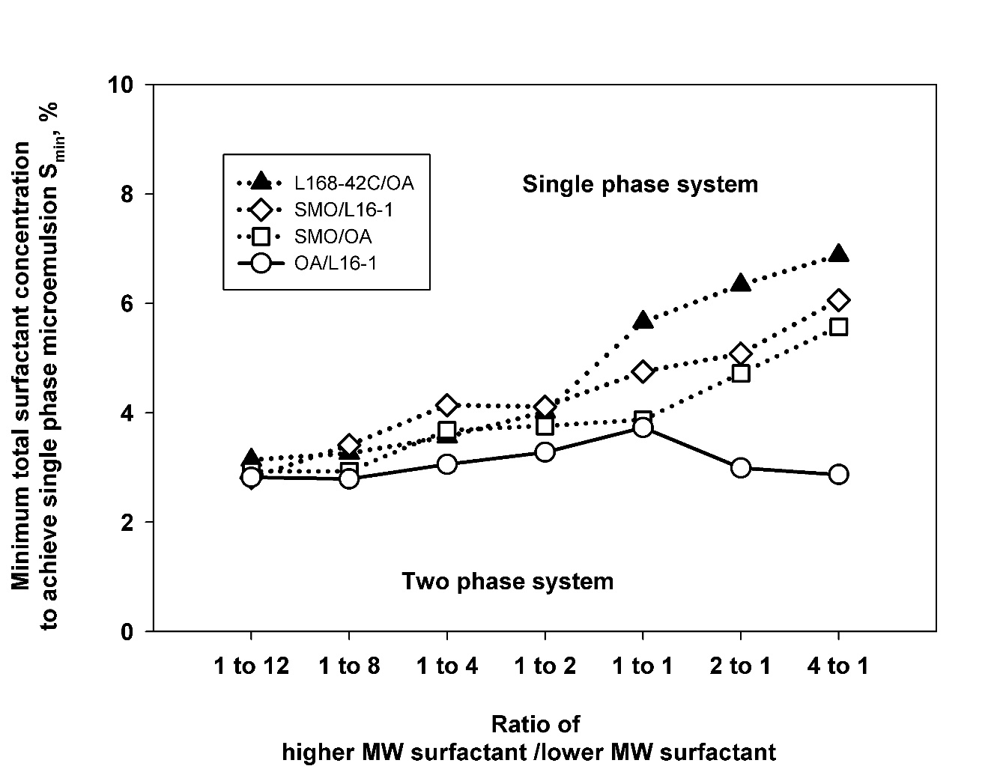 Minimum total surfactant concentration
to achieve single phase microemulsion Smin, %
10
8
6
4
2
0
L168-42C/OA
SMO/L16-1
SMO/OA
OA/L16-1
Single phase system
Two phase system
1 to 12 1 to 8 1 to 4 1 to 2 1 to 1 2 to 1 4 to 1
Ratio of
higher MW surfactant /lower MW surfactant